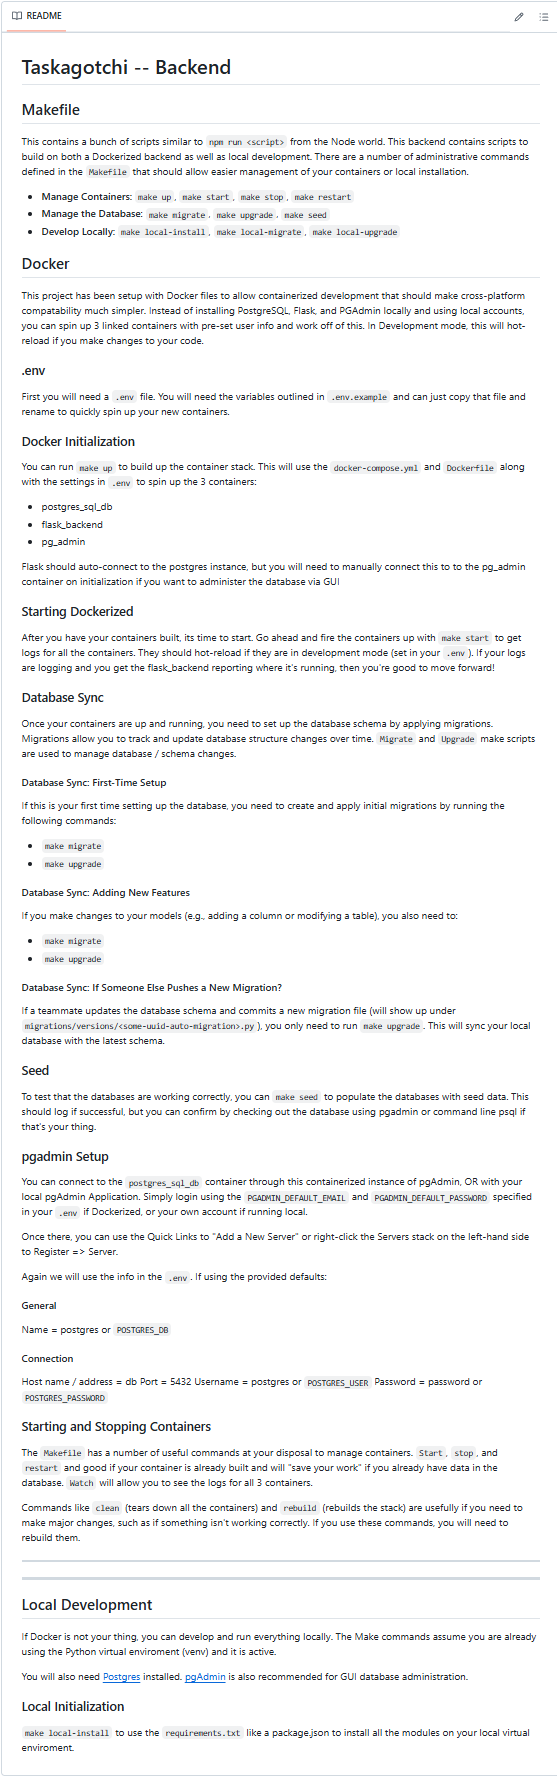 README
Taskagotchi -- Backend
Makefile
This contains a bunch of scripts similar to npm run <script> from the Node world. This backend contains scripts to
build on both a Dockerized backend as well as local development. There are a number of administrative commands
defined in the Makefile that should allow easier management of your containers or local installation.
• Manage Containers: make up, make start, make stop, make restart
• Manage the Database: make migrate, make upgrade, make seed
• Develop Locally: make local-install, make local-migrate, make local-upgrade
Docker
This project has been setup with Docker files to allow containerized development that should make cross-platform
compatability much simpler. Instead of installing PostgreSQL, Flask, and PGAdmin locally and using local accounts,
you can spin up 3 linked containers with pre-set user info and work off of this. In Development mode, this will hot-
reload if you make changes to your code.
.env
First you will need a .env file. You will need the variables outlined in .env.example and can just copy that file and
rename to quickly spin up your new containers.
Docker Initialization
You can run make up to build up the container stack. This will use the docker-compose.yml and Dockerfile along
with the settings in .env to spin up the 3 containers:
• postgres_sql_db
• flask_backend
• pg_admin
Flask should auto-connect to the postgres instance, but you will need to manually connect this to to the pg_admin
container on initialization if you want to administer the database via GUI
Starting Dockerized
After you have your containers built, its time to start. Go ahead and fire the containers up with make start to get
logs for all the containers. They should hot-reload if they are in development mode (set in your .env). If your logs
are logging and you get the flask_backend reporting where it's running, then you're good to move forward!
Database Sync
Once your containers are up and running, you need to set up the database schema by applying migrations.
Migrations allow you to track and update database structure changes over time. Migrate and Upgrade make scripts
are used to manage database / schema changes.
Database Sync: First-Time Setup
If this is your first time setting up the database, you need to create and apply initial migrations by running the
following commands:
• make migrate
• make upgrade
Database Sync: Adding New Features
If you make changes to your models (e.g., adding a column or modifying a table), you also need to:
• make migrate
• make upgrade
Database Sync: If Someone Else Pushes a New Migration?
If a teammate updates the database schema and commits a new migration file (will show up under
migrations/versions/<some-uuid-auto-migration>.py), you only need to run make upgrade. This will sync your local
database with the latest schema.
Seed
To test that the databases are working correctly, you can make seed to populate the databases with seed data. This
should log if successful, but you can confirm by checking out the database using pgadmin or command line psql if
that's your thing.
pgadmin Setup
You can connect to the postgres_sql_db container through this containerized instance of pgAdmin, OR with your
local pgAdmin Application. Simply login using the PGADMIN_DEFAULT_EMAIL and PGADMIN_DEFAULT_PASSWORD specified
in your .env if Dockerized, or your own account if running local.
Once there, you can use the Quick Links to "Add a New Server" or right-click the Servers stack on the left-hand side
to Register => Server.
Again we will use the info in the .env. If using the provided defaults:
General
Name = postgres or POSTGRES_DB
Connection
Host name / address = db Port = 5432 Username = postgres or POSTGRES_USER Password = password or
POSTGRES_PASSWORD
Starting and Stopping Containers
The Makefile has a number of useful commands at your disposal to manage containers. Start, stop, and
restart and good if your container is already built and will "save your work" if you already have data in the
database. Watch will allow you to see the logs for all 3 containers.
Commands like clean (tears down all the containers) and rebuild (rebuilds the stack) are usefully if you need to
make major changes, such as if something isn't working correctly. If you use these commands, you will need to
rebuild them.
Local Development
If Docker is not your thing, you can develop and run everything locally. The Make commands assume you are already
using the Python virtual enviroment (venv) and it is active.
You will also need Postgres installed. pgAdmin is also recommended for GUI database administration.
Local Initialization
make local-install to use the requirements.txt like a package.json to install all the modules on your local virtual
enviroment.